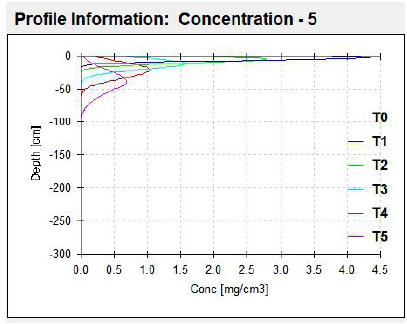 Profile Information: Concentration - 5
0
-50
-100
-150
-200
-250
-300
Depth [cm]
0.0 0.5 1.0 1.5 2.0 2.5 3.0 3.5 4.0 4.5
Conc [mg/cm3]
T0
T1
T2
T3
T4
T5